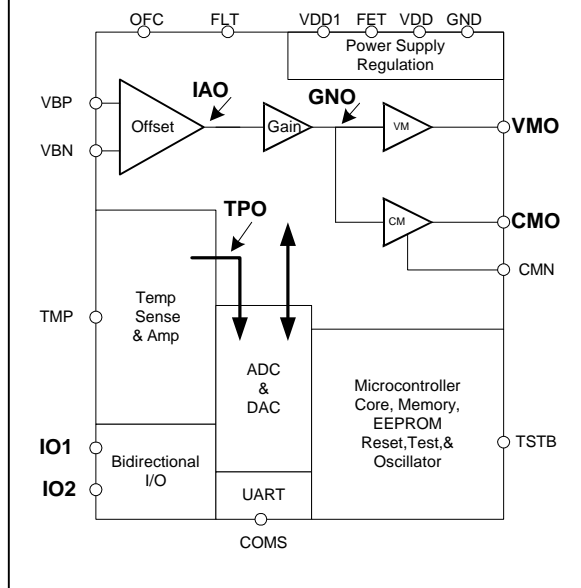 OFC FLT VDD1 FET VDD GND
Power Supply
Regulation
VBP
VBN
Offset
IAO
Gain
GNO
VM
VMO
CM
CMO
CMN
TPO
TMP
Temp
Sense
& Amp
ADC
&
DAC
Microcontroller
Core, Memory,
EEPROM
Reset,Test,&
Oscillator
TSTB
IO1
IO2
Bidirectional
I/O
UART
COMS